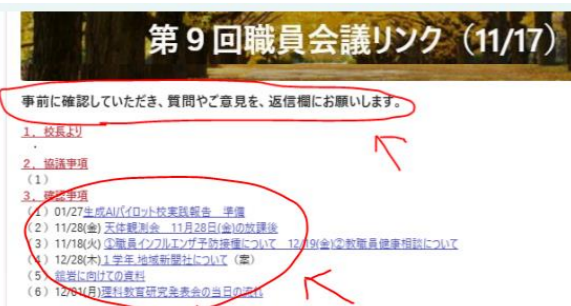 第９回職員会議リンク（11/17）
事前に確認していただき、質問やご意見を、返信欄にお願いします。
１．校長より
・
２．協議事項
（１）
３．確認事項
（１）01/27生成AIパイロット校実践報告　準備
（２）11/28(金) 天体観測会　11月28日(金)の放課後
（３）11/18(火) ①職員インフルエンザ予防接種について　12/19(金)②教職員健康相談について
（４）12/28(木)１学年 地域新聞社について（案）
（５）銀岩に向けての資料
（６）12/01(月)理科教育研究発表会の当日の流れ